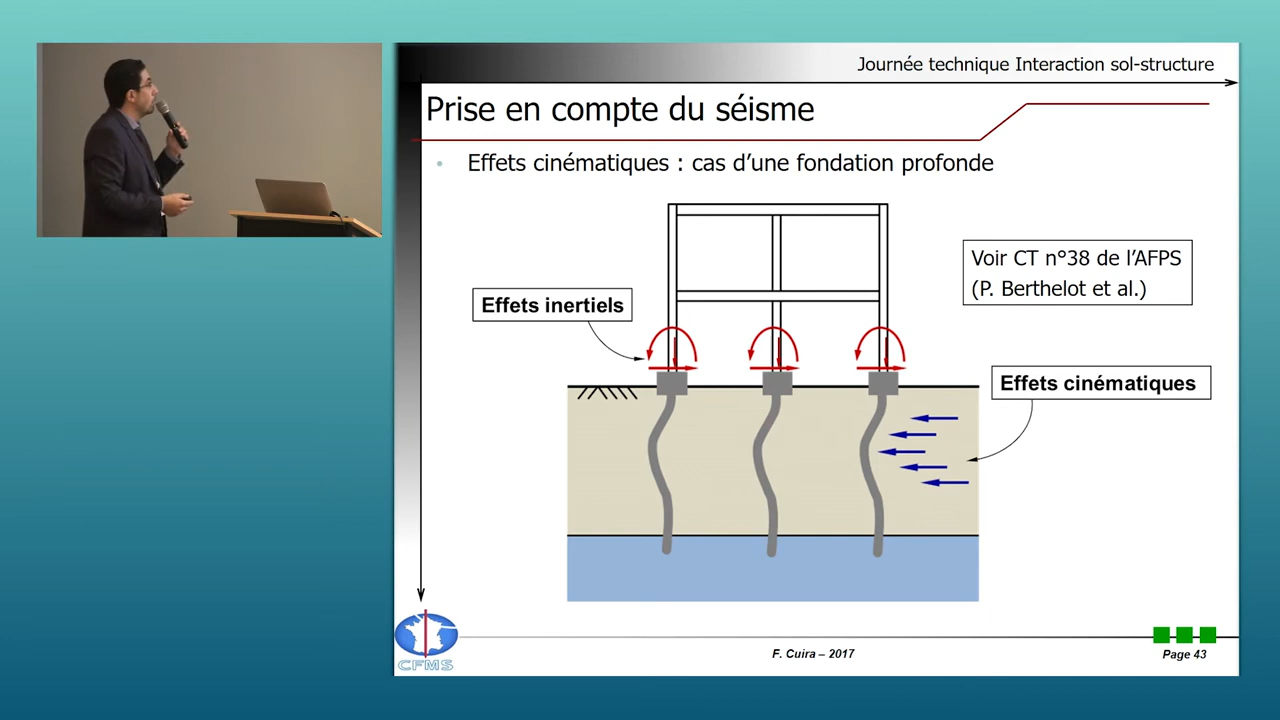 Journée technique Interaction sol-structure
Prise en compte du séisme
• Effets cinématiques : cas d’une fondation profonde
Voir CT n°38 de l’AFPS
(P. Berthelot et al.)
Effets inertiels
Effets cinématiques
CFMS
F. Cuira – 2017
Page 43